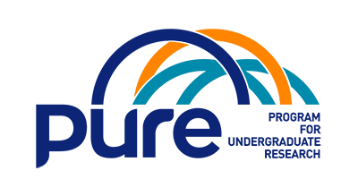 pure
PROGRAM
FOR
UNDERGRADUATE
RESEARCH